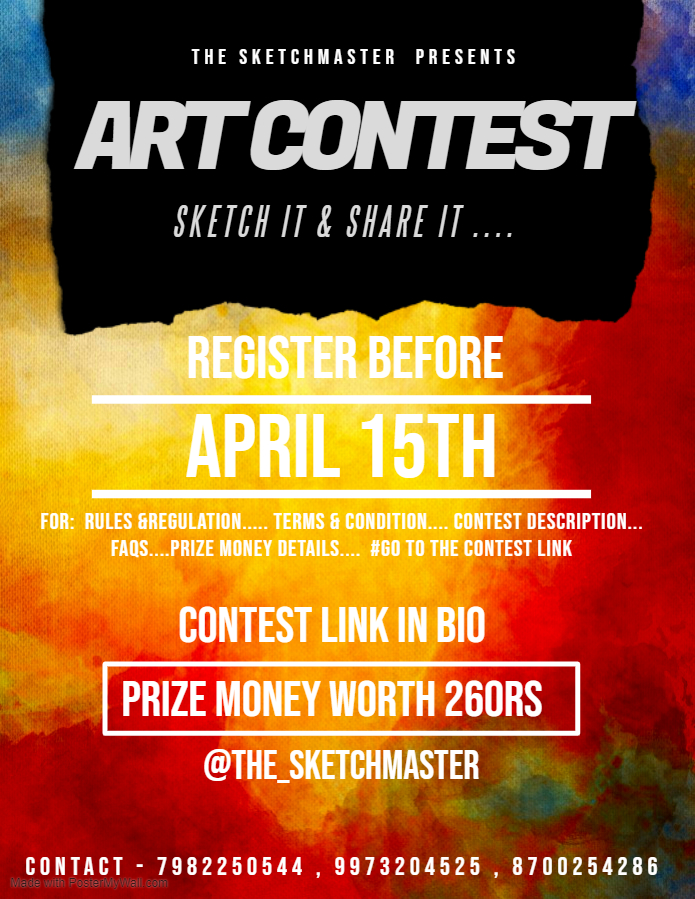 THE SKETCHMASTER PRESENTS
ART CONTEST
SKETCH IT & SHARE IT ....
REGISTER BEFORE
APRIL 15TH
FOR: RULES &REGULATION..... TERMS & CONDITION.... CONTEST DESCRIPTION...
FAQS....PRIZE MONEY DETAILS.... #GO TO THE CONTEST LINK
CONTEST LINK IN BIO
PRIZE MONEY WORTH 260RS
@THE_SKETCHMASTER
CONTACT - 7982250544 , 9973204525 , 8700254286
Made with PosterMyWall.com